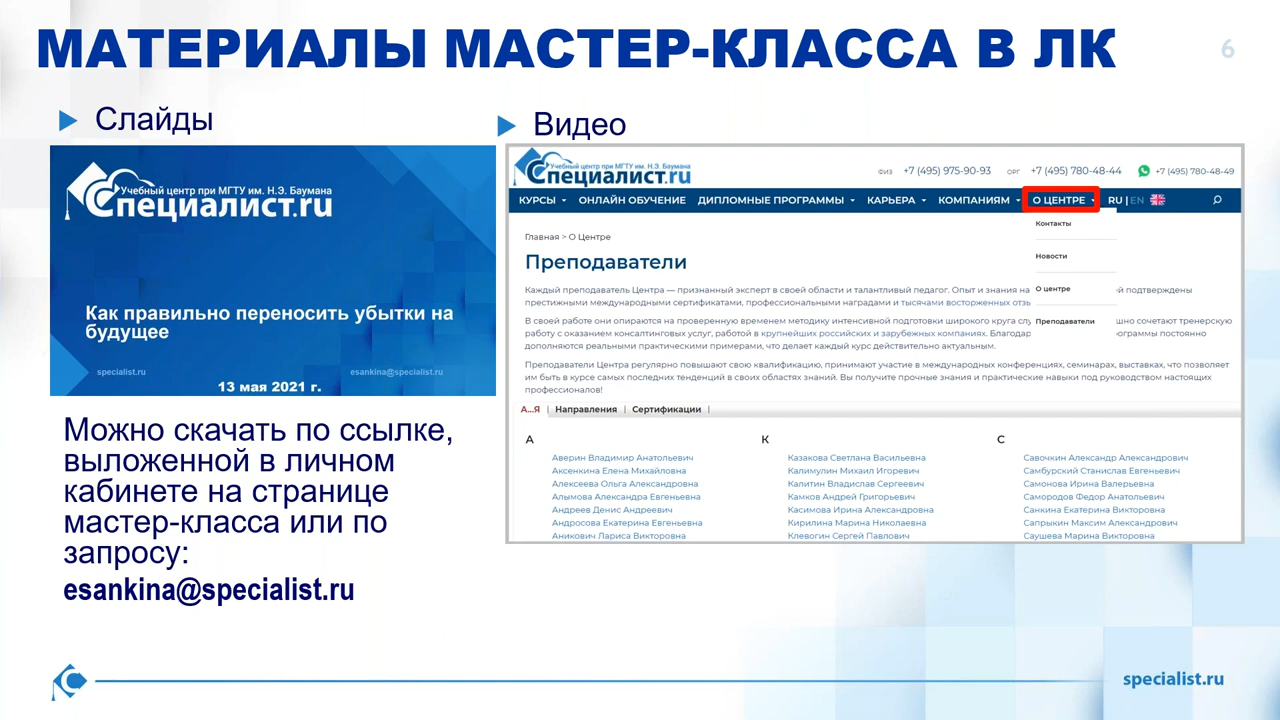 МАТЕРИАЛЫ МАСТЕР-КЛАССА В ЛК
6
Слайды
Учебный центр при МГТУ им. Н.Э. Баумана
Специалист.ru
Как правильно переносить убытки на
будущее
specialist.ru
esankina@specialist.ru
13 мая 2021 г.
Можно скачать по ссылке,
выложенной в личном
кабинете на странице
мастер-класса или по
запросу:
esankina@specialist.ru
Видео
Учебный центр при МГТУ им. Н.Э. Баумана
Специалист.ru
ФИЗ +7 (495) 975-90-93 ОРГ +7 (495) 780-48-44 +7 (495) 780-48-49
КУРСЫ ОНЛАЙН ОБУЧЕНИЕ ДИПЛОМНЫЕ ПРОГРАММЫ КАРЬЕРА КОМПАНИЯМ О ЦЕНТРЕ RU | EN
Контакты
Новости
О центре
Преподаватели
Главная > О Центре
Преподаватели
Каждый преподаватель Центра — признанный эксперт в своей области и талантливый педагог. Опыт и знания на й подтверждены
престижными международными сертификатами, профессиональными наградами и тысячами восторженных отзы
В своей работе они опираются на проверенную временем методику интенсивной подготовки широкого круга слу шно сочетают тренерскую
работу с оказанием консалтинговых услуг, работой в крупнейших российских и зарубежных компаниях. Благодар ограммы постоянно
дополняются реальными практическими примерами, что делает каждый курс действительно актуальным.
Преподаватели Центра регулярно повышают свою квалификацию, принимают участие в международных конференциях, семинарах, выставках, что позволяет
им быть в курсе самых последних тенденций в своих областях знаний. Вы получите прочные знания и практические навыки под руководством настоящих
профессионалов!
А...Я | Направления | Сертификации |
А
Аверин Владимир Анатольевич
Аксенкина Елена Михайловна
Алексеева Ольга Александровна
Алымова Александра Евгеньевна
Андреев Денис Андреевич
Андросова Екатерина Евгеньевна
Аникович Лариса Викторовна
К
Казакова Светлана Васильевна
Калимулин Михаил Игоревич
Калитин Владислав Сергеевич
Камков Андрей Григорьевич
Касимова Ирина Александровна
Кирилина Марина Николаевна
Клевогин Сергей Павлович
С
Савочкин Александр Александрович
Самбурский Станислав Евгеньевич
Самонова Ирина Валерьевна
Самородов Федор Анатольевич
Санкина Екатерина Викторовна
Сапрыкин Максим Александрович
Саушева Марина Викторовна
specialist.ru